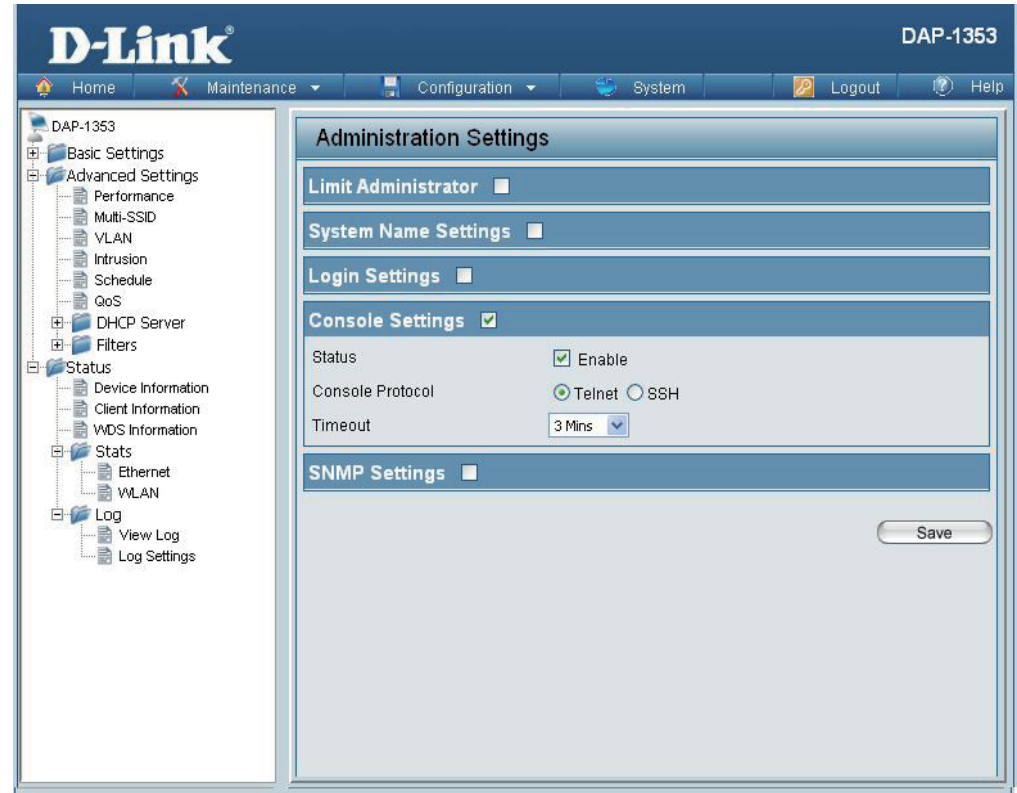 D-Link®
DAP-1353
Home Maintenance Configuration System Logout Help
DAP-1353
Basic Settings
Advanced Settings
Performance
Multi-SSID
VLAN
Intrusion
Schedule
QoS
DHCP Server
Filters
Status
Device Information
Client Information
WDS Information
Stats
Ethernet
WLAN
Log
View Log
Log Settings
Administration Settings
Limit Administrator
System Name Settings
Login Settings
Console Settings
Status Enable
Console Protocol Telnet SSH
Timeout 3 Mins
SNMP Settings
Save